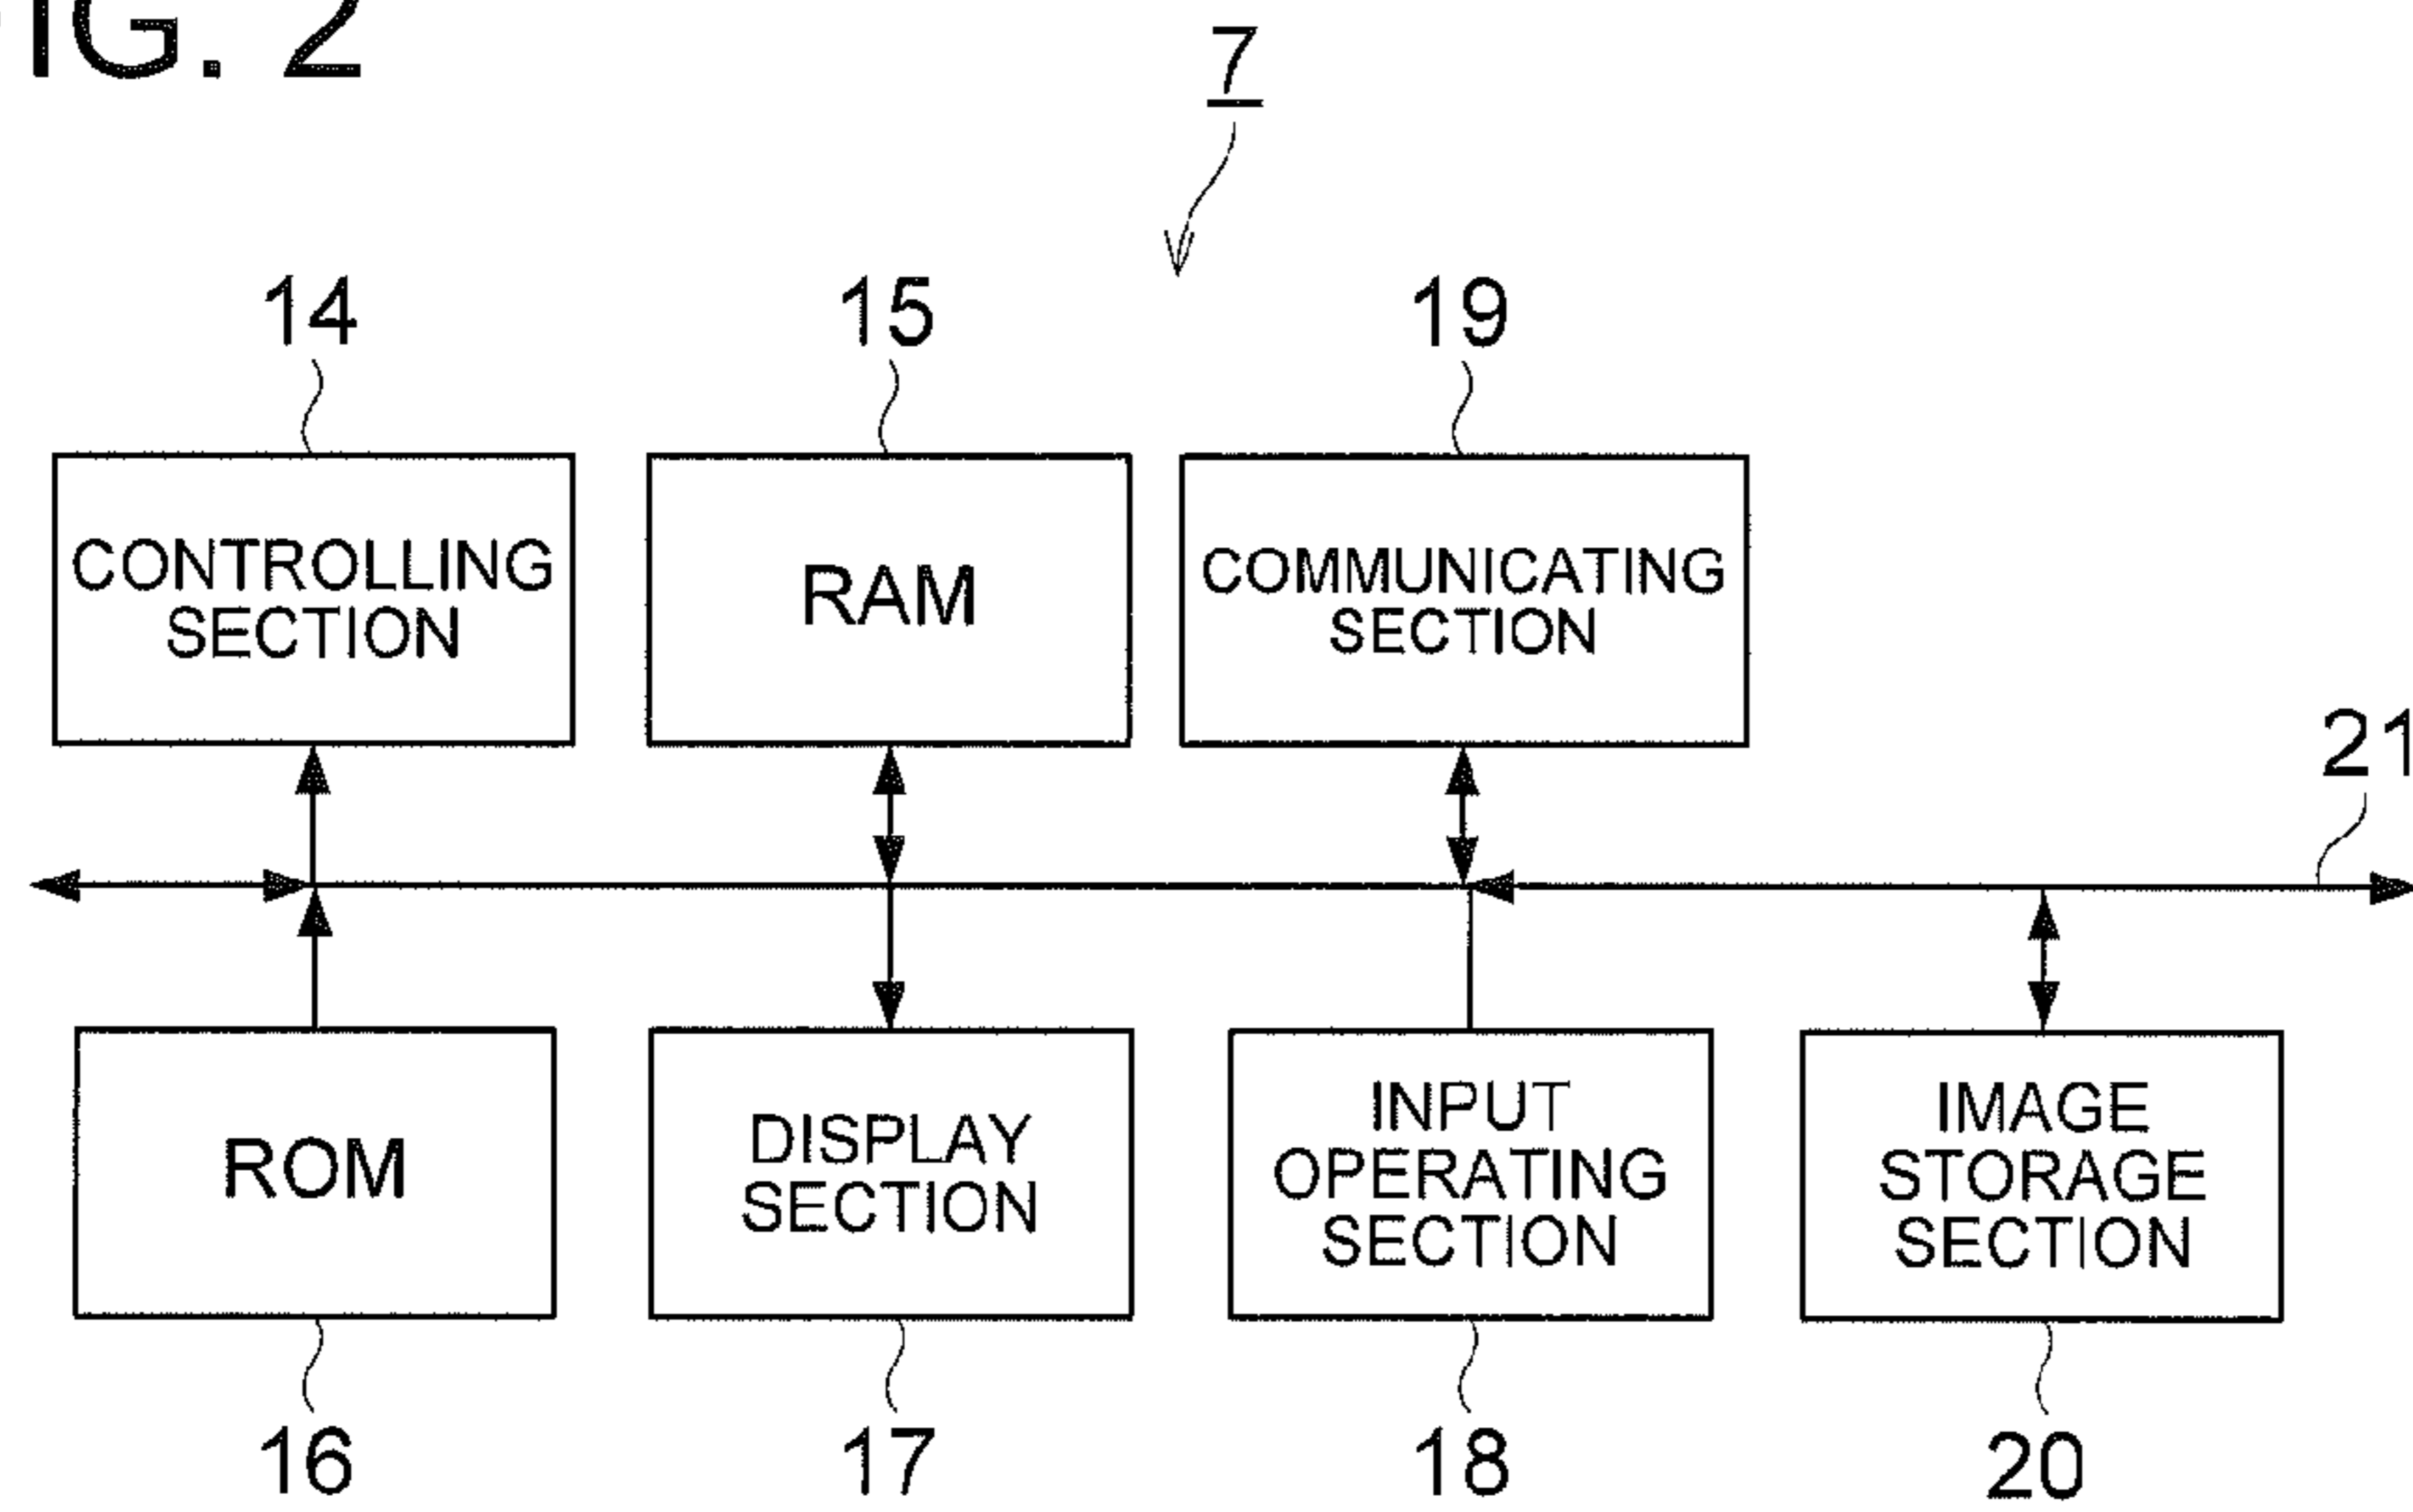 FIG. 2
7
14
15
19
CONTROLLING
SECTION
RAM
COMMUNICATING
SECTION
21
ROM
DISPLAY
SECTION
INPUT
OPERATING
SECTION
IMAGE
STORAGE
SECTION
16
17
18
20